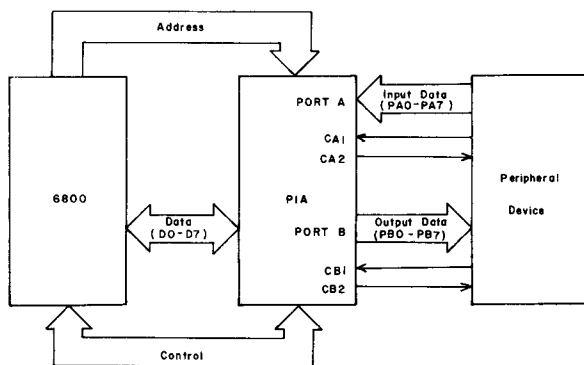 Address
PORT A
Input Data
(PA0-PA7)
CA1
CA2
6800
Data
(D0-D7)
PIA
PORT B
Output Data
(PB0-PB7)
CB1
CB2
Peripheral
Device
Control